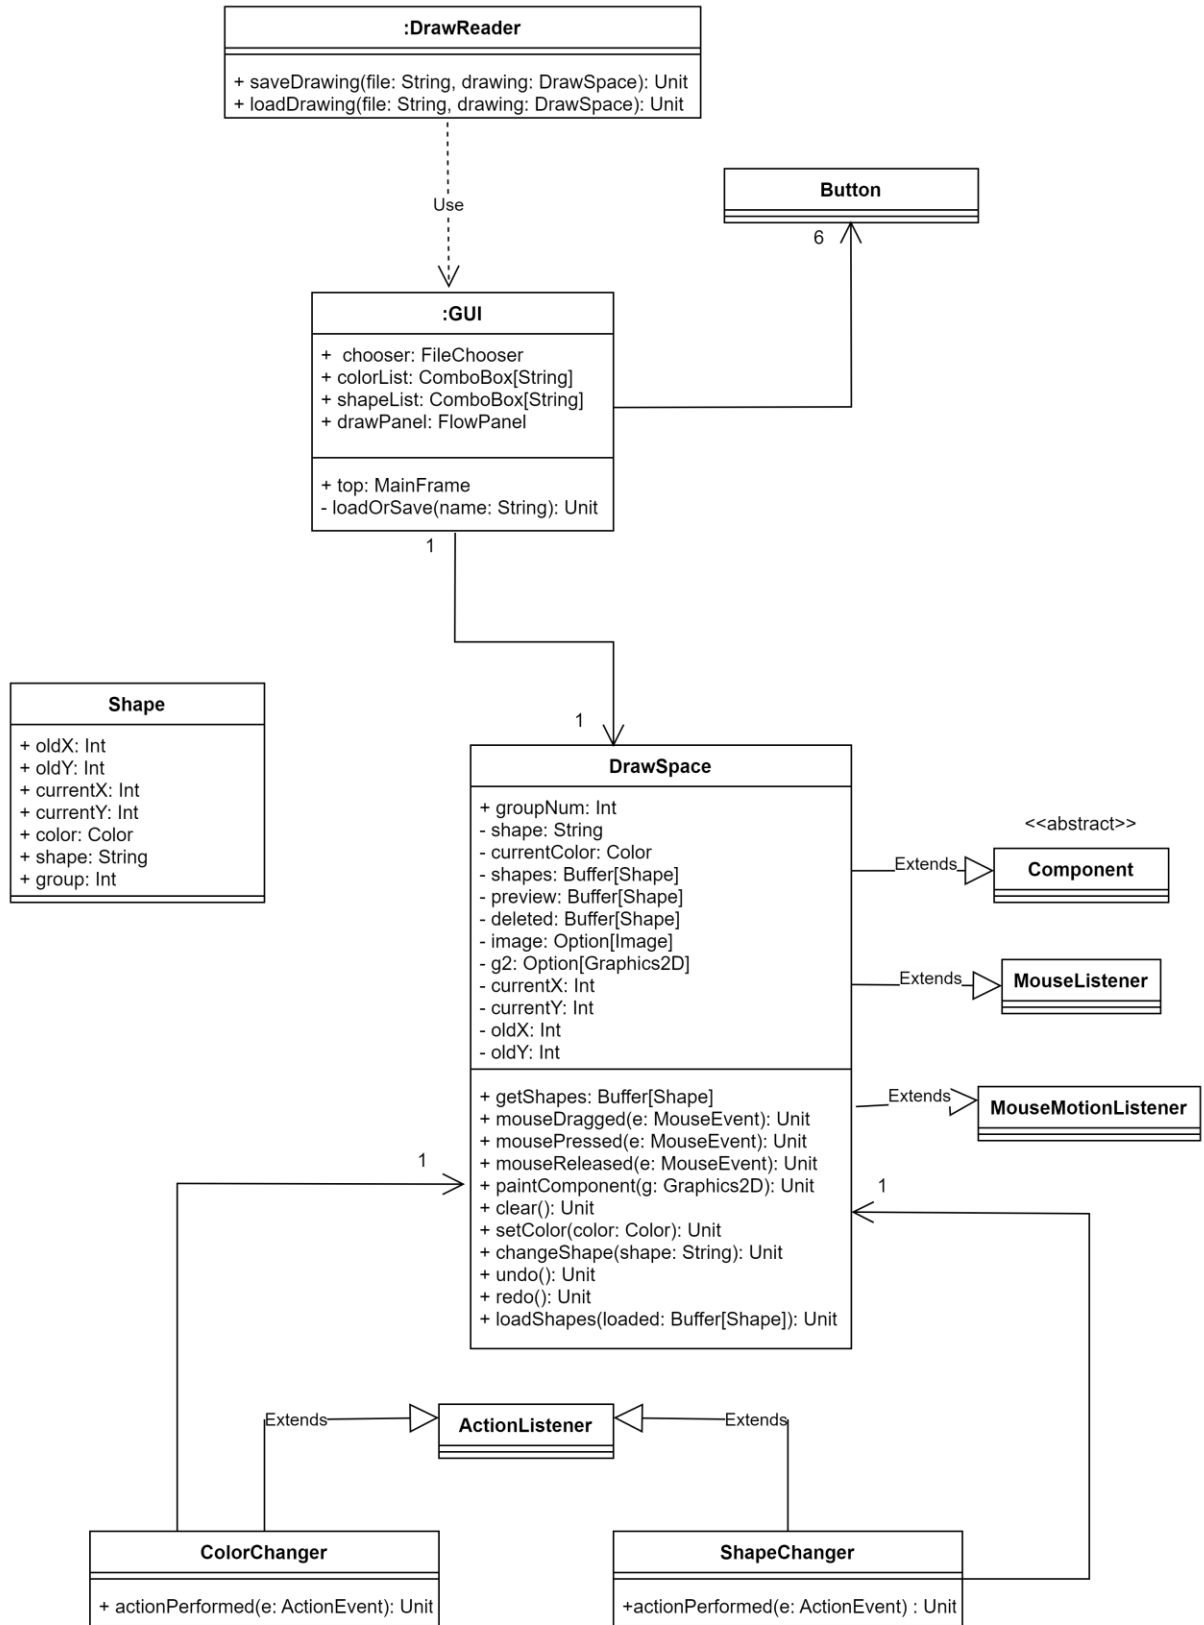 :DrawReader
+ saveDrawing(file: String, drawing: DrawSpace): Unit
+ loadDrawing(file: String, drawing: DrawSpace): Unit
Use
Button
6
:GUI
+  chooser: FileChooser
+ colorList: ComboBox[String]
+ shapeList: ComboBox[String]
+ drawPanel: FlowPanel
+ top: MainFrame
- loadOrSave(name: String): Unit
1
1
Shape
+ oldX: Int
+ oldY: Int
+ currentX: Int
+ currentY: Int
+ color: Color
+ shape: String
+ group: Int
DrawSpace
+ groupNum: Int
- shape: String
- currentColor: Color
- shapes: Buffer[Shape]
- preview: Buffer[Shape]
- deleted: Buffer[Shape]
- image: Option[Image]
- g2: Option[Graphics2D]
- currentX: Int
- currentY: Int
- oldX: Int
- oldY: Int
+ getShapes: Buffer[Shape]
+ mouseDragged(e: MouseEvent): Unit
+ mousePressed(e: MouseEvent): Unit
+ mouseReleased(e: MouseEvent): Unit
+ paintComponent(g: Graphics2D): Unit
+ clear(): Unit
+ setColor(color: Color): Unit
+ changeShape(shape: String): Unit
+ undo(): Unit
+ redo(): Unit
+ loadShapes(loaded: Buffer[Shape]): Unit
<<abstract>>
Extends
Component
Extends
MouseListener
Extends
MouseMotionListener
1
1
Extends
ActionListener
Extends
ColorChanger
+ actionPerformed(e: ActionEvent): Unit
ShapeChanger
+actionPerformed(e: ActionEvent) : Unit